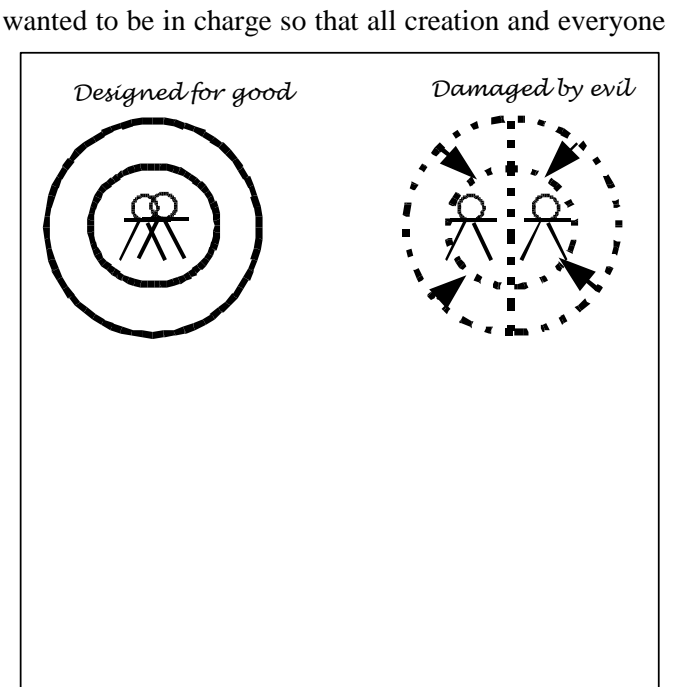 wanted to be in charge so that all creation and everyone
Designed for good
Damaged by evil